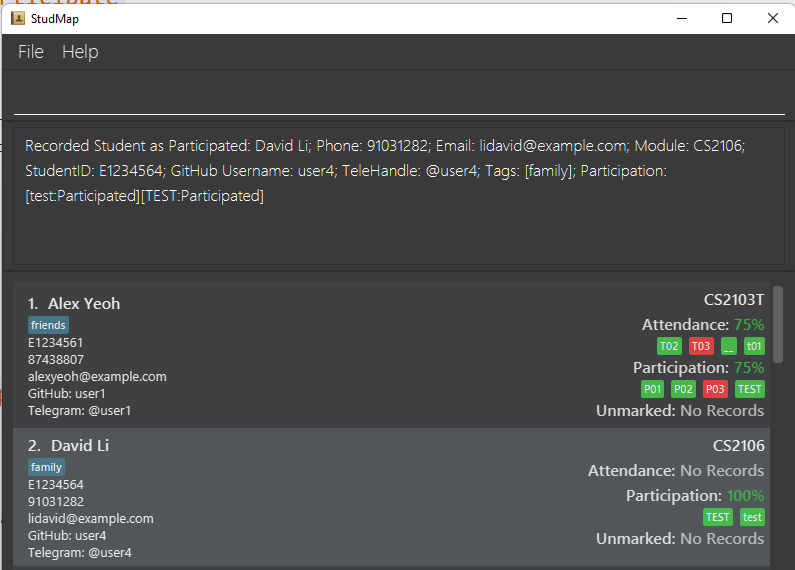 StudMap
File Help
Recorded Student as Participated: David Li; Phone: 91031282; Email: lidavid@example.com; Module: CS2106;
StudentID: E1234564; GitHub Username: user4; TeleHandle: @user4; Tags: [family]; Participation:
[test:Participated][TEST:Participated]
1. Alex Yeoh
CS2103T
friends
Attendance: 75%
E1234561
T02 T03 __ t01
87438807
Participation: 75%
alexyeoh@example.com
P01 P02 P03 TEST
GitHub: user1
Telegram: @user1
Unmarked: No Records
2. David Li
CS2106
family
Attendance: No Records
E1234564
91031282
Participation: 100%
lidavid@example.com
TEST test
GitHub: user4
Unmarked: No Records
Telegram: @user4